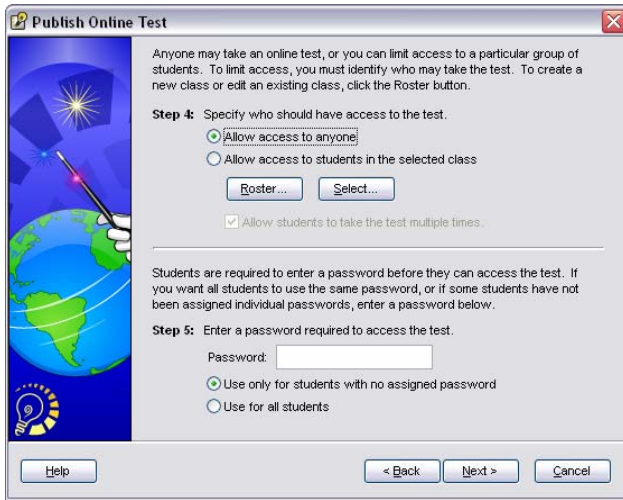 Publish Online Test
Anyone may take an online test, or you can limit access to a particular group of
students. To limit access, you must identify who may take the test. To create a
new class or edit an existing class, click the Roster button.
Step 4: Specify who should have access to the test.
Allow access to anyone
Allow access to students in the selected class
Roster... Select...
Allow students to take the test multiple times.
Students are required to enter a password before they can access the test. If
you want all students to use the same password, or if some students have not
been assigned individual passwords, enter a password below.
Step 5: Enter a password required to access the test.
Password:
Use only for students with no assigned password
Use for all students
Help < Back Next > Cancel